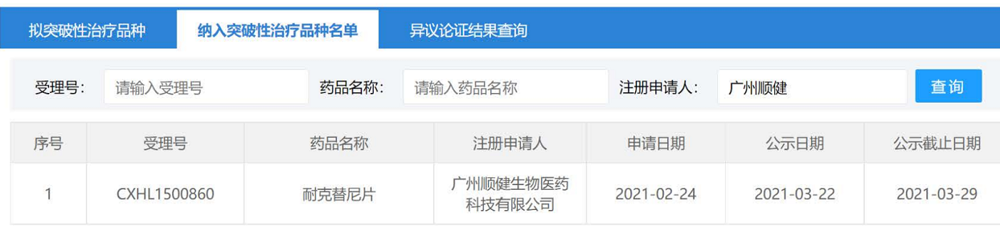 拟突破性治疗品种 纳入突破性治疗品种名单 异议论证结果查询
受理号： 请输入受理号 药品名称： 请输入药品名称 注册申请人： 广州顺健 查询
序号 受理号 药品名称 注册申请人 申请日期 公示日期 公示截止日期
1 CXHL1500860 耐克替尼片 广州顺健生物医药 2021-02-24 2021-03-22 2021-03-29
科技有限公司